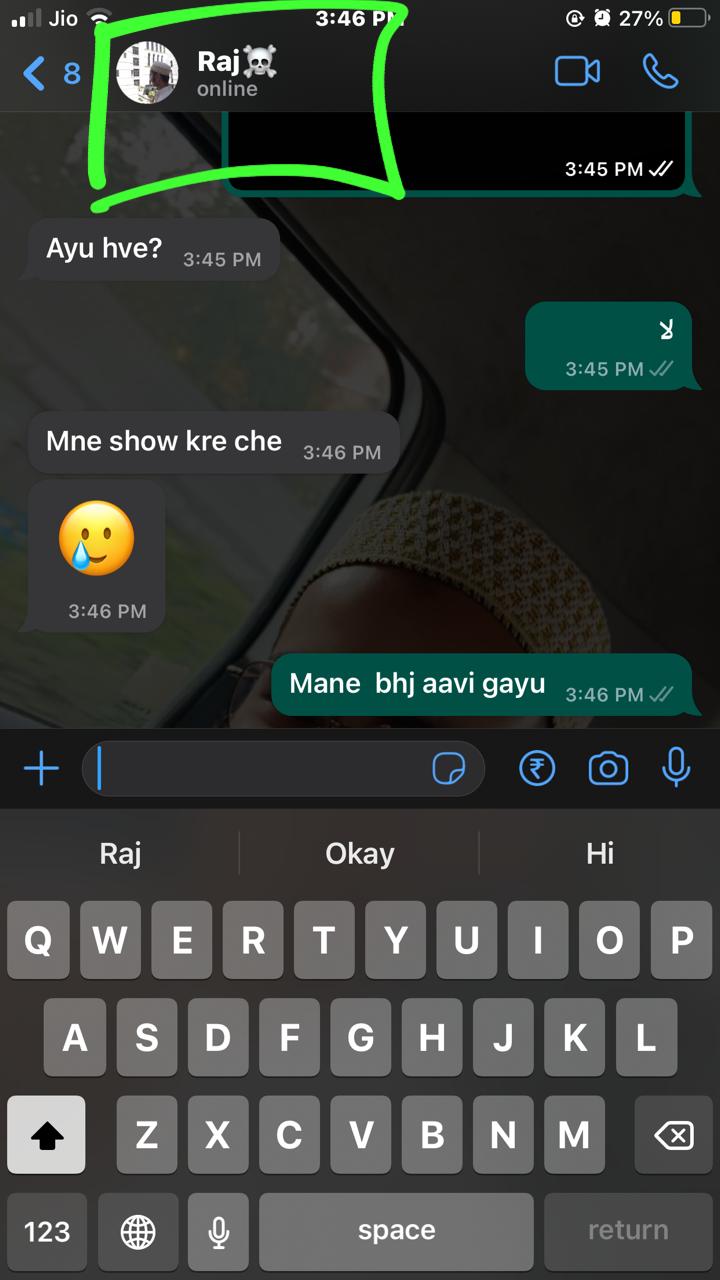 Jio
3:46 PM
27%
8
Raj☠️
online
3:45 PM
Ayu hve? 3:45 PM
لا
3:45 PM
Mne show kre che 3:46 PM
🥲
3:46 PM
Mane bhj aavi gayu 3:46 PM
₹
Raj Okay Hi
Q W E R T Y U I O P
A S D F G H J K L
Z X C V B N M
123 space return